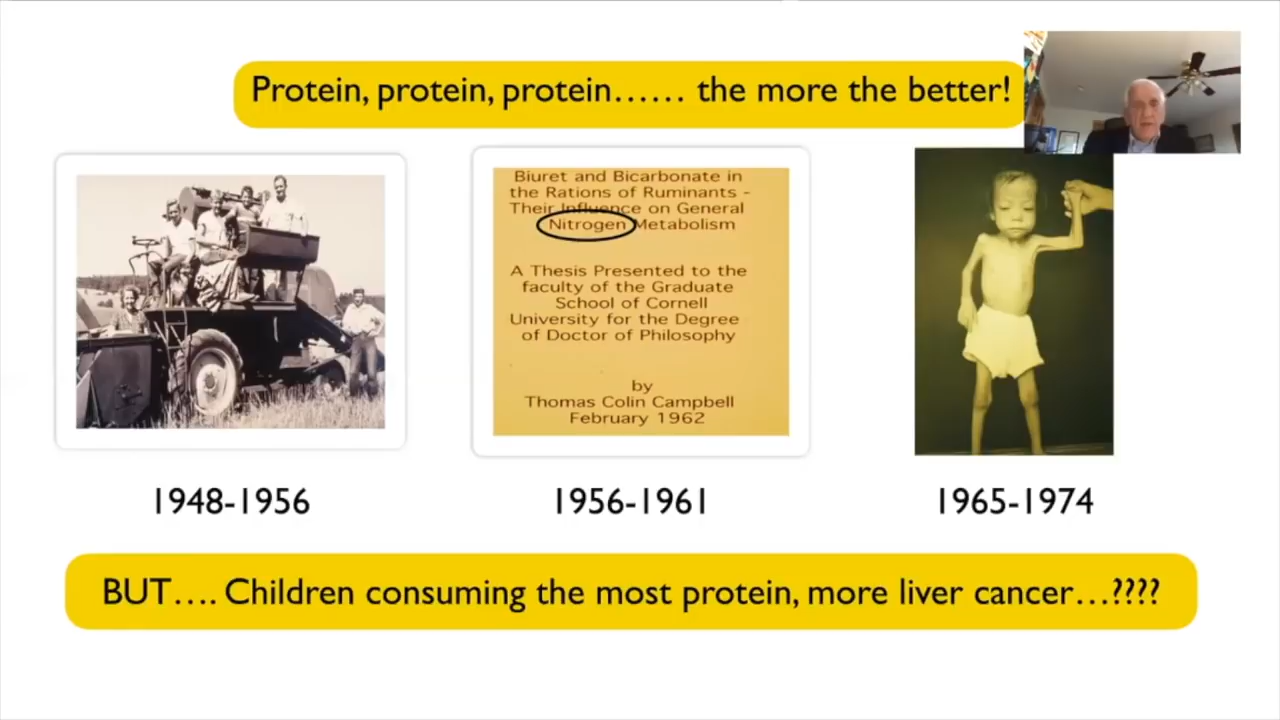 Protein, protein, protein…… the more the better!
Biuret and Bicarbonate in
the Rations of Ruminants -
Their Influence on General
Nitrogen Metabolism
A Thesis Presented to the
faculty of the Graduate
School of Cornell
University for the Degree
of Doctor of Philosophy
by
Thomas Colin Campbell
February 1962
1948-1956
1956-1961
1965-1974
BUT…. Children consuming the most protein, more liver cancer…????